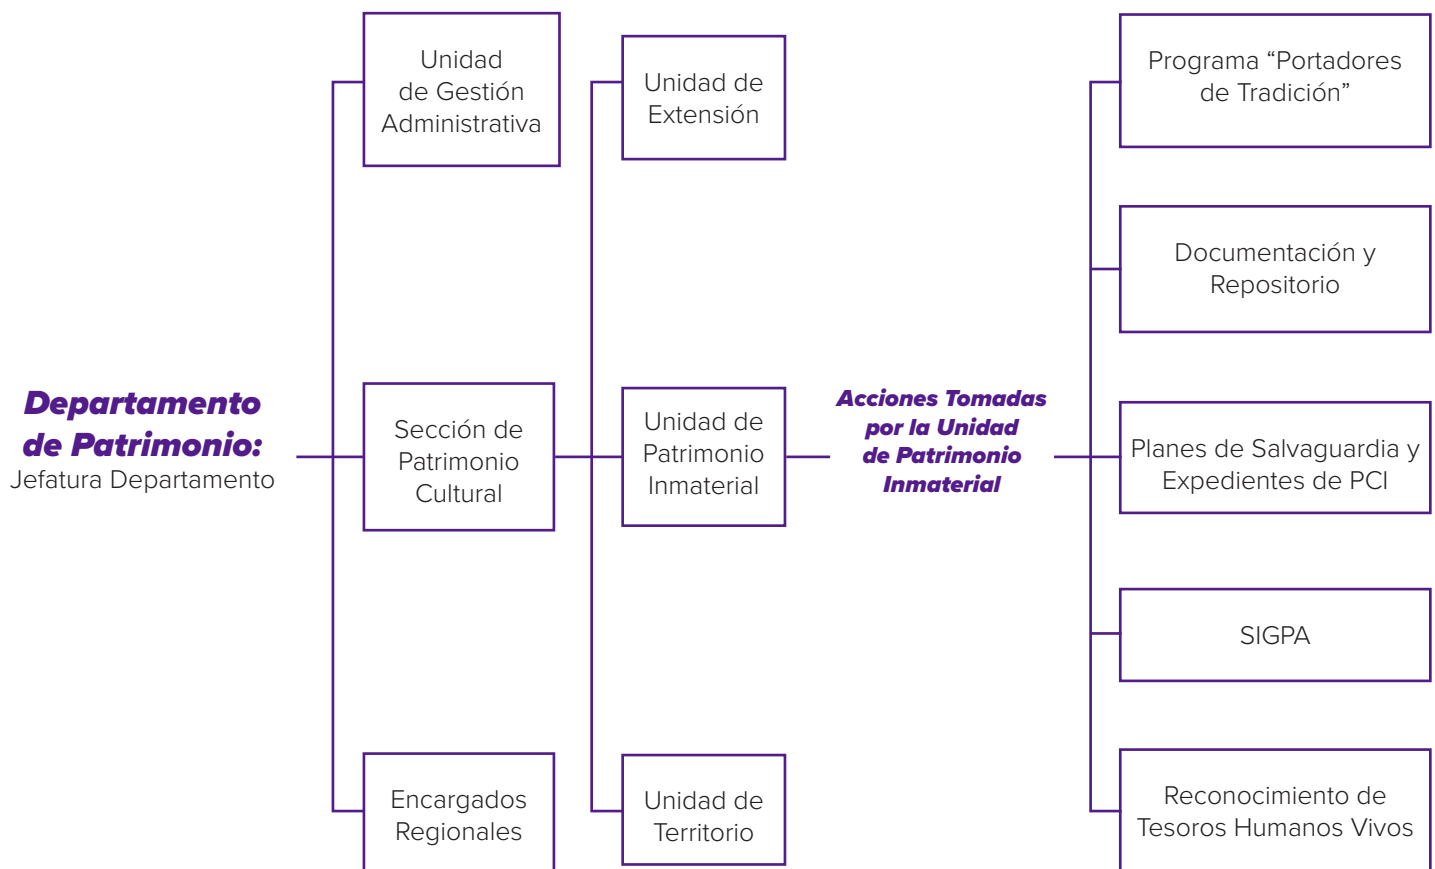 Departamento
de Patrimonio:
Jefatura Departamento
Unidad
de Gestión
Administrativa
Sección de
Patrimonio
Cultural
Encargados
Regionales
Unidad de
Extensión
Unidad de
Patrimonio
Inmaterial
Unidad de
Territorio
Acciones Tomadas
por la Unidad
de Patrimonio
Inmaterial
Programa “Portadores
de Tradición”
Documentación y
Repositorio
Planes de Salvaguardia y
Expedientes de PCI
SIGPA
Reconocimiento de
Tesoros Humanos Vivos